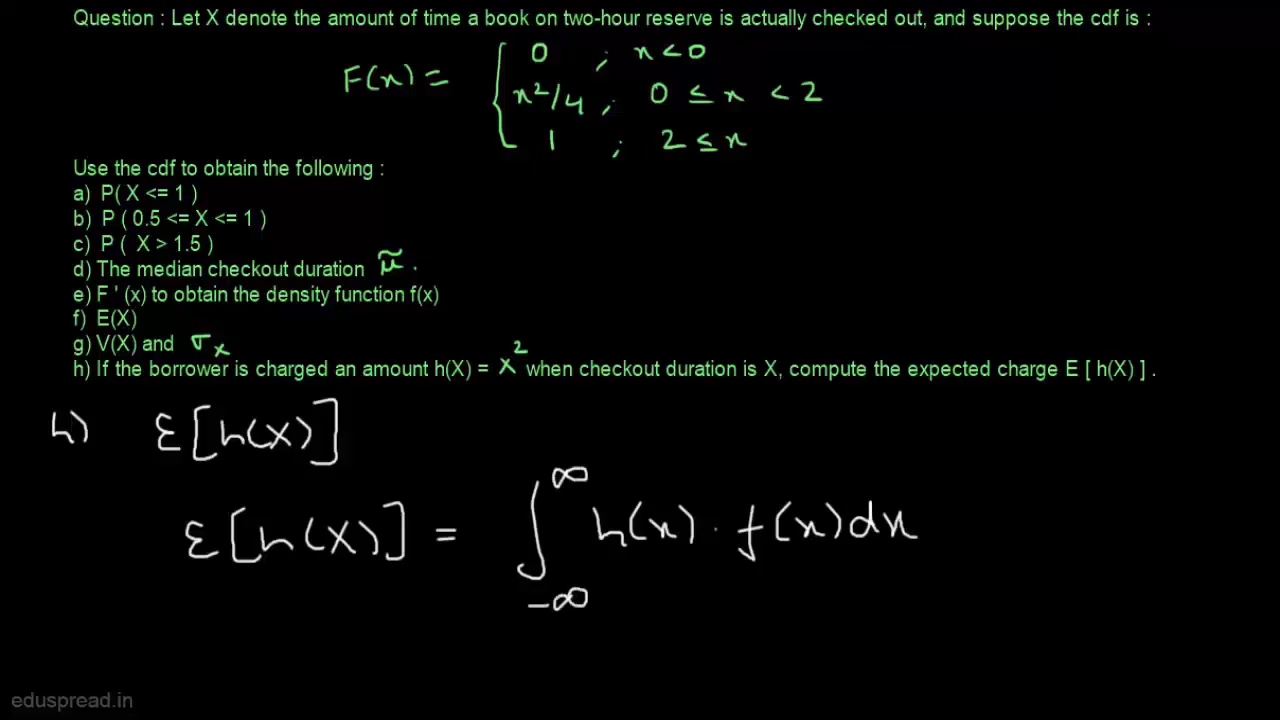 Question : Let X denote the amount of time a book on two-hour reserve is actually checked out, and suppose the cdf is :
F(x) = { 0 ; x < 0
x²/4 ; 0 ≤ x < 2
1 ; 2 ≤ x
Use the cdf to obtain the following :
a) P( X <= 1 )
b) P ( 0.5 <= X <= 1 )
c) P ( X > 1.5 )
d) The median checkout duration μ̃ .
e) F ' (x) to obtain the density function f(x)
f) E(X)
g) V(X) and σ_x
h) If the borrower is charged an amount h(X) = x² when checkout duration is X, compute the expected charge E [ h(X) ] .
h) E[h(X)]
E[h(X)] = ∫_{-∞}^{∞} h(x) · f(x)dx
eduspread.in